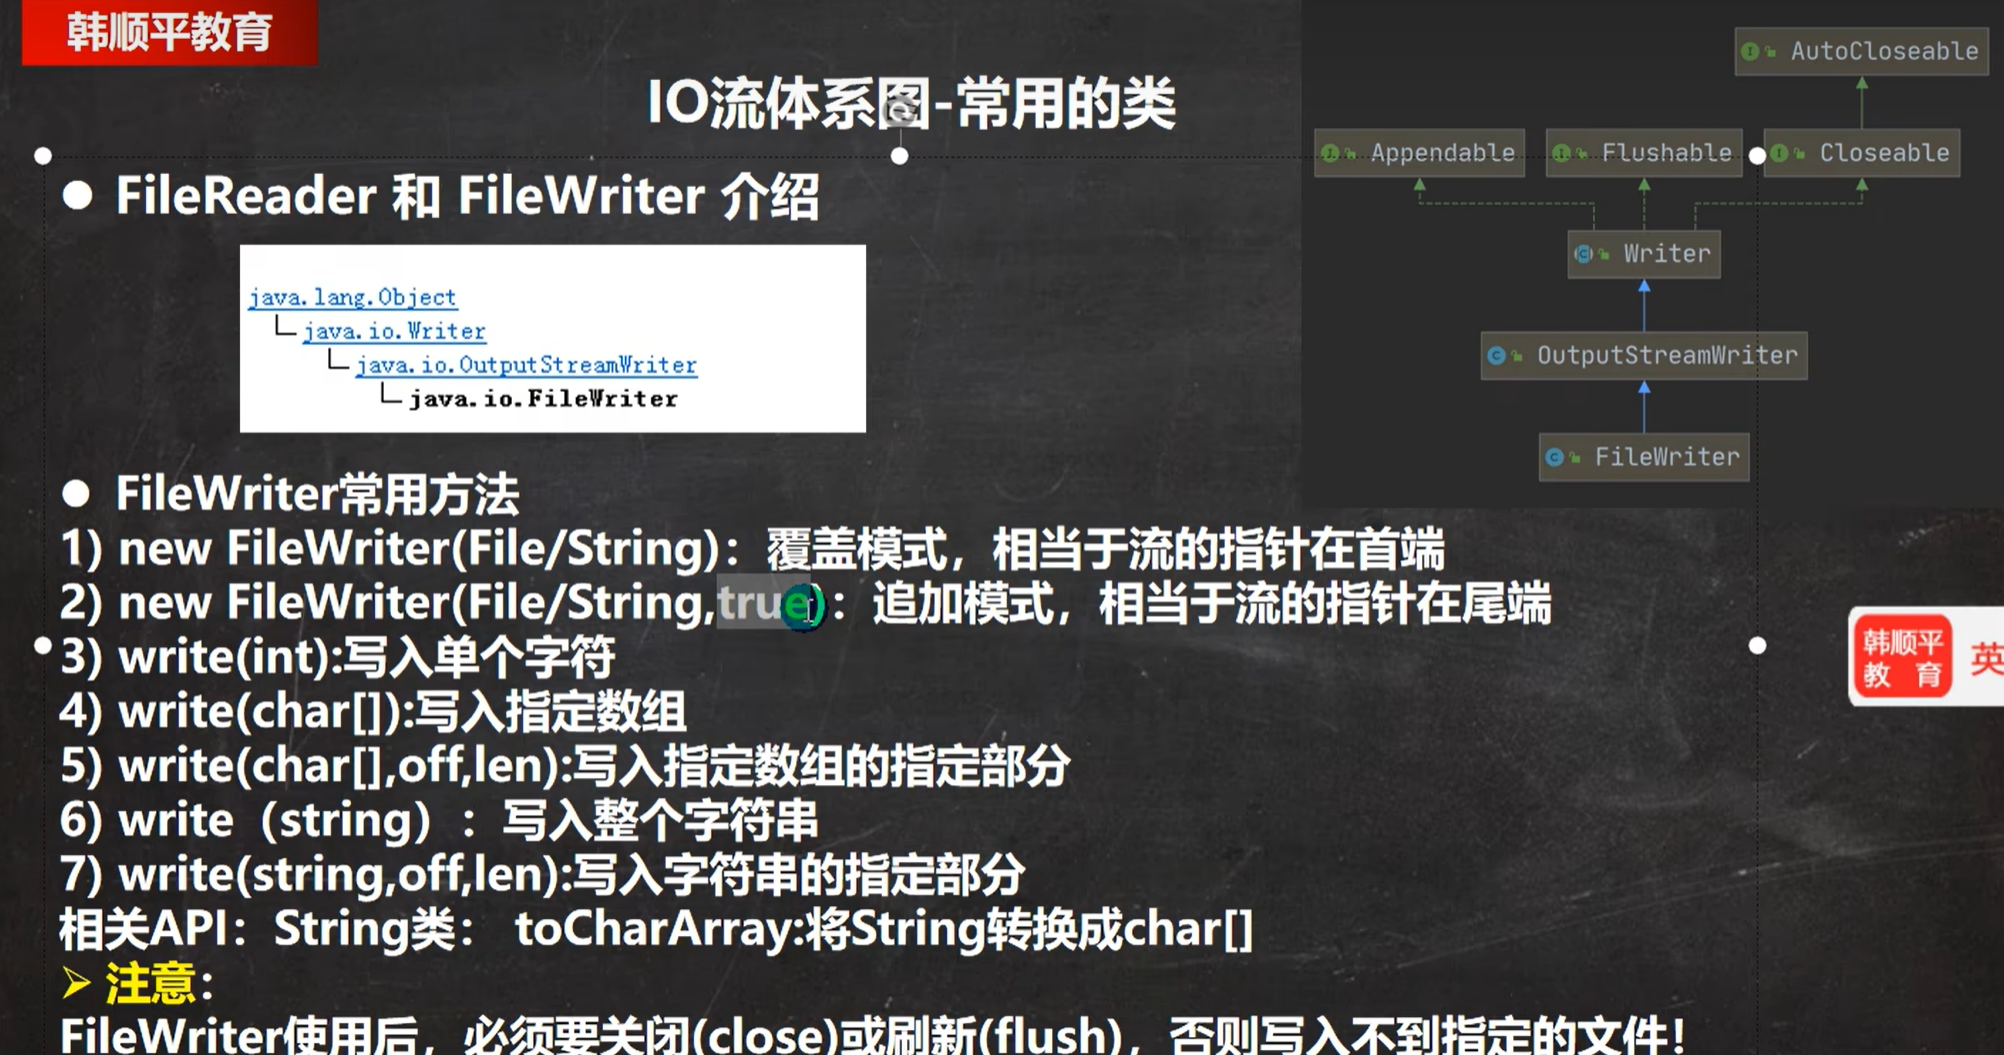 韩顺平教育
IO流体系图-常用的类
AutoCloseable
Appendable
Flushable
Closeable
Writer
OutputStreamWriter
FileWriter
● FileReader 和 FileWriter 介绍
java.lang.Object
java.io.Writer
java.io.OutputStreamWriter
java.io.FileWriter
● FileWriter常用方法
1) new FileWriter(File/String)：覆盖模式，相当于流的指针在首端
2) new FileWriter(File/String,true)：追加模式，相当于流的指针在尾端
3) write(int):写入单个字符
4) write(char[]):写入指定数组
5) write(char[],off,len):写入指定数组的指定部分
6) write（string）：写入整个字符串
7) write(string,off,len):写入字符串的指定部分
相关API：String类： toCharArray:将String转换成char[]
➢ 注意：
FileWriter使用后，必须要关闭(close)或刷新(flush)，否则写入不到指定的文件！
韩顺平
教 育
英